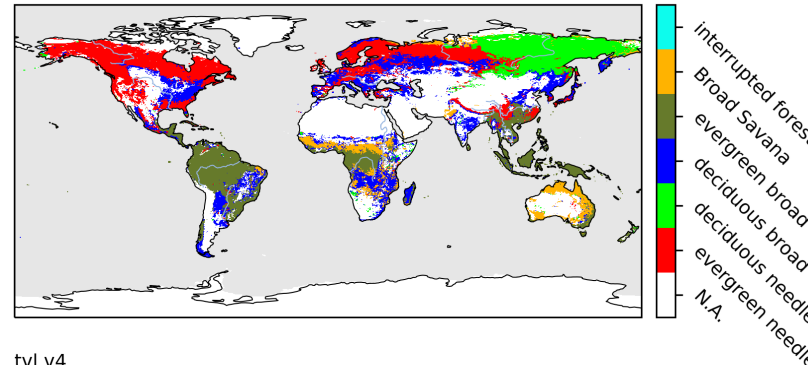 interrupted forest
Broad Savana
evergreen broad
deciduous broad
deciduous needle
evergreen needle
N.A.
tvl v4